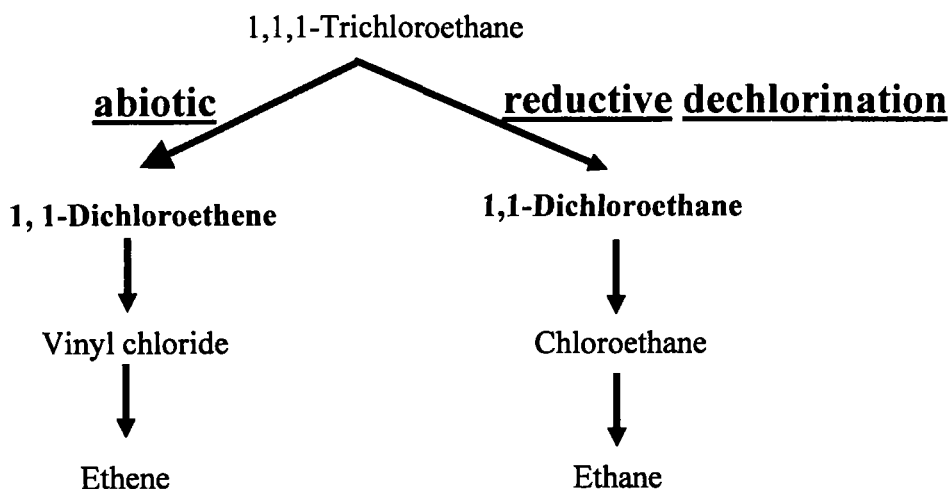 1,1,1-Trichloroethane
abiotic reductive dechlorination
1, 1-Dichloroethene 1,1-Dichloroethane
Vinyl chloride Chloroethane
Ethene Ethane